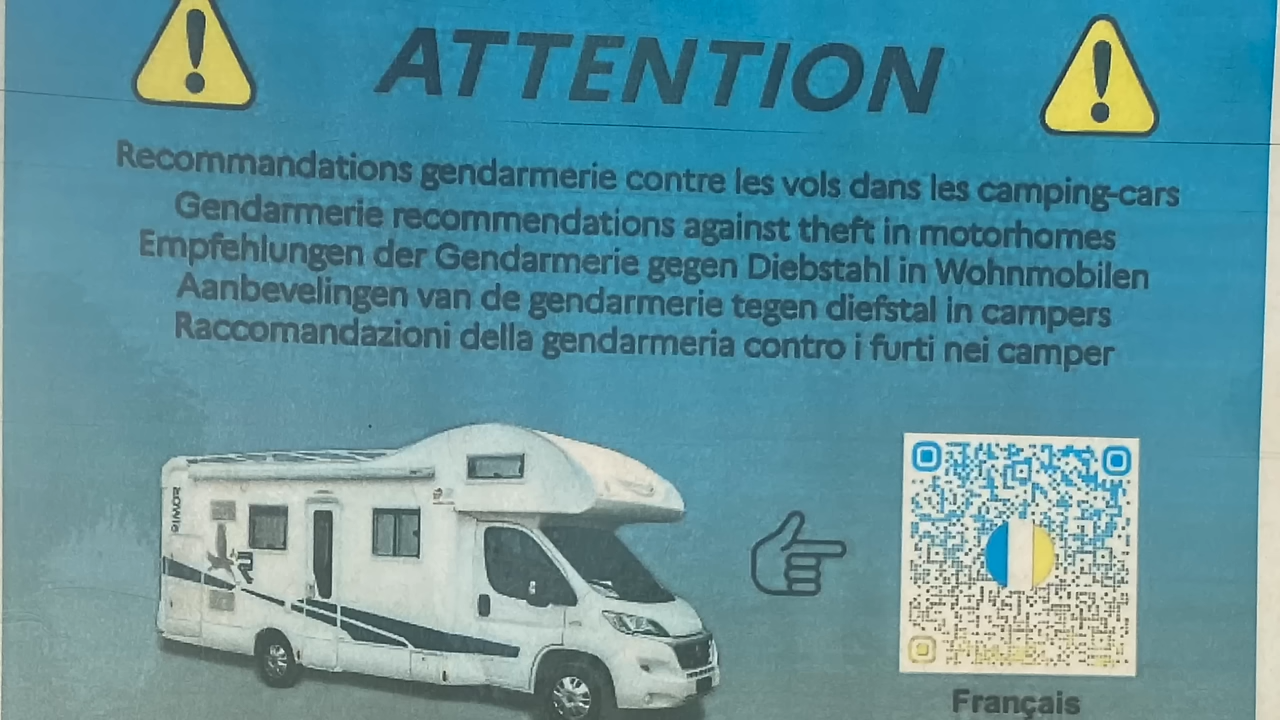 ATTENTION
Recommandations gendarmerie contre les vols dans les camping-cars
Gendarmerie recommendations against theft in motorhomes
Empfehlungen der Gendarmerie gegen Diebstahl in Wohnmobilen
Aanbevelingen van de gendarmerie tegen diefstal in campers
Raccomandazioni della gendarmeria contro i furti nei camper
Français